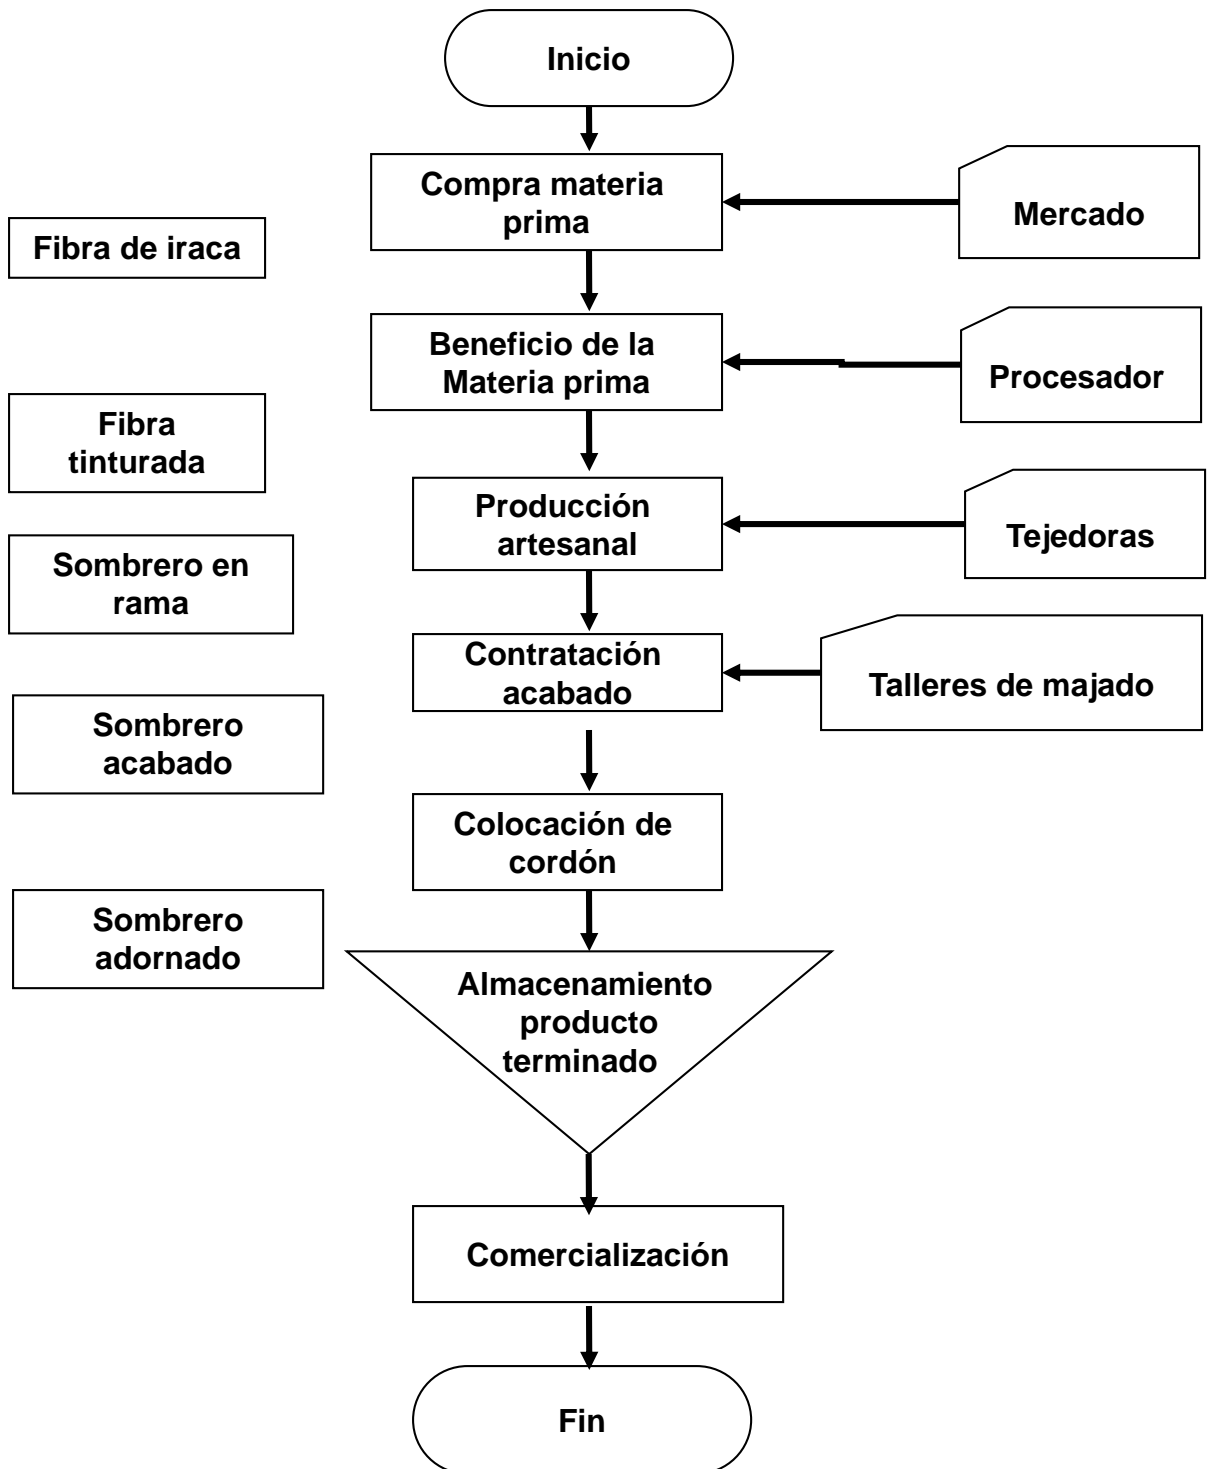 Inicio
Compra materia
prima
Mercado
Fibra de iraca
Beneficio de la
Materia prima
Procesador
Fibra
tinturada
Producción
artesanal
Tejedoras
Sombrero en
rama
Contratación
acabado
Talleres de majado
Sombrero
acabado
Colocación de
cordón
Sombrero
adornado
Almacenamiento
producto
terminado
Comercialización
Fin